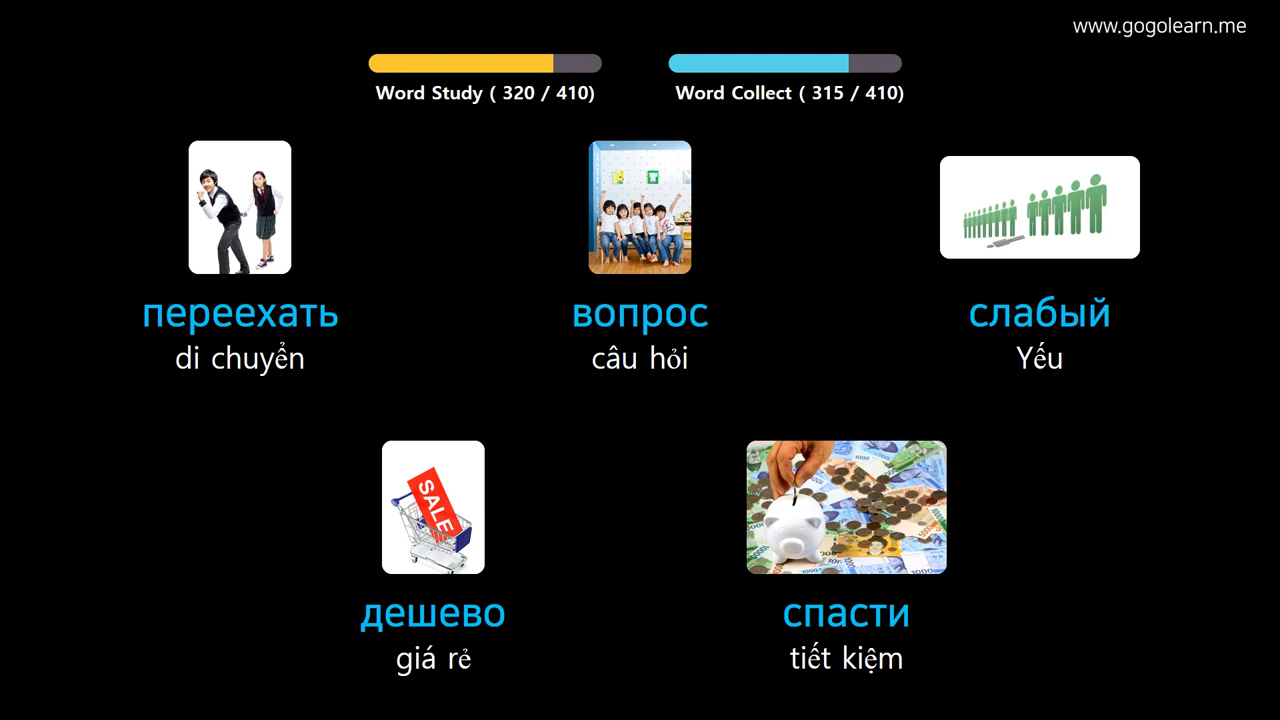 www.gogolearn.me
Word Study ( 320 / 410)
Word Collect ( 315 / 410)
переехать
di chuyển
вопрос
câu hỏi
слабый
Yếu
SALE
дешево
giá rẻ
спасти
tiết kiệm